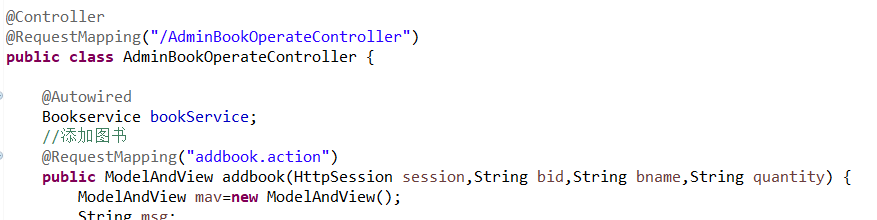 @Controller
@RequestMapping("/AdminBookOperateController")
public class AdminBookOperateController {
@Autowired
Bookservice bookService;
//添加图书
@RequestMapping("addbook.action")
public ModelAndView addbook(HttpSession session,String bid,String bname,String quantity) {
ModelAndView mav=new ModelAndView();
String msg;